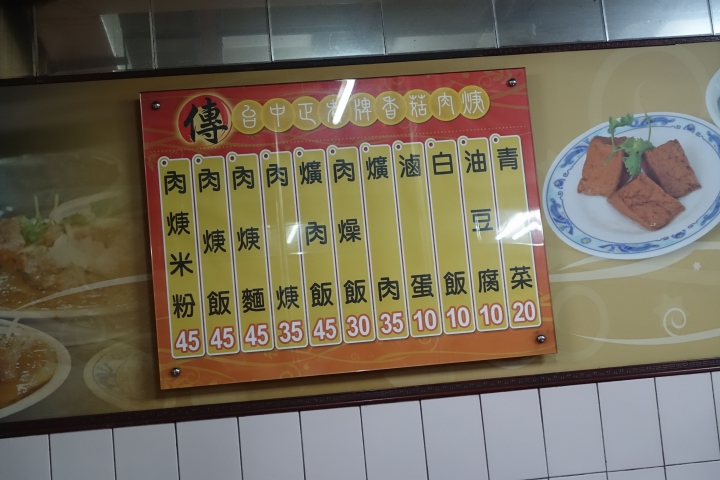 傳 台中正老牌香菇肉焿
肉焿米粉 45
肉焿飯 45
肉焿麵 45
肉焿 35
爌肉飯 45
肉燥飯 30
爌肉 35
滷蛋 10
白飯 10
油豆腐 10
青菜 20